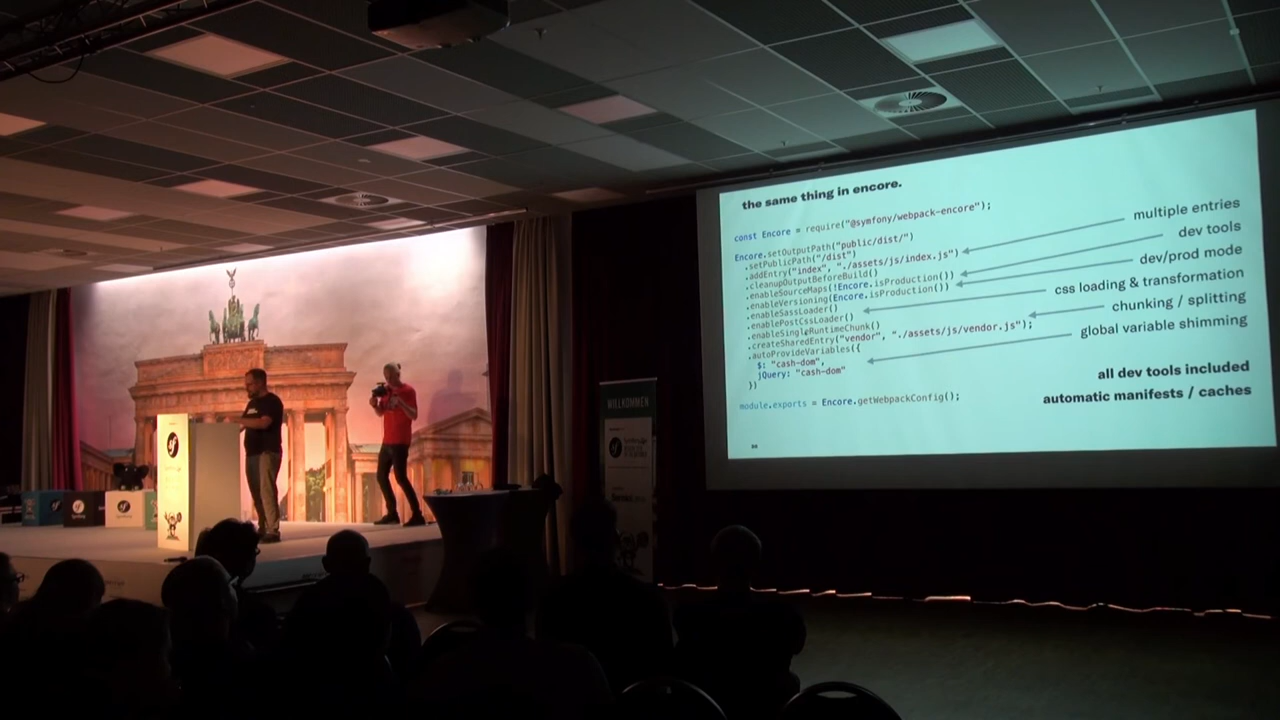 the same thing in encore.
const Encore = require("@symfony/webpack-encore");
Encore.setOutputPath("public/dist/")
.setPublicPath("/dist")
.addEntry("index", "./assets/js/index.js")
.cleanupOutputBeforeBuild()
.enableSourceMaps(!Encore.isProduction())
.enableVersioning(Encore.isProduction())
.enableSassLoader()
.enablePostCssLoader()
.enableSingleRuntimeChunk()
.createSharedEntry("vendor", "./assets/js/vendor.js");
.autoProvideVariables({
$: "cash-dom",
jQuery: "cash-dom"
})
module.exports = Encore.getWebpackConfig();
multiple entries
dev tools
dev/prod mode
css loading & transformation
chunking / splitting
global variable shimming
all dev tools included
automatic manifests / caches
WILLKOMMEN
sf